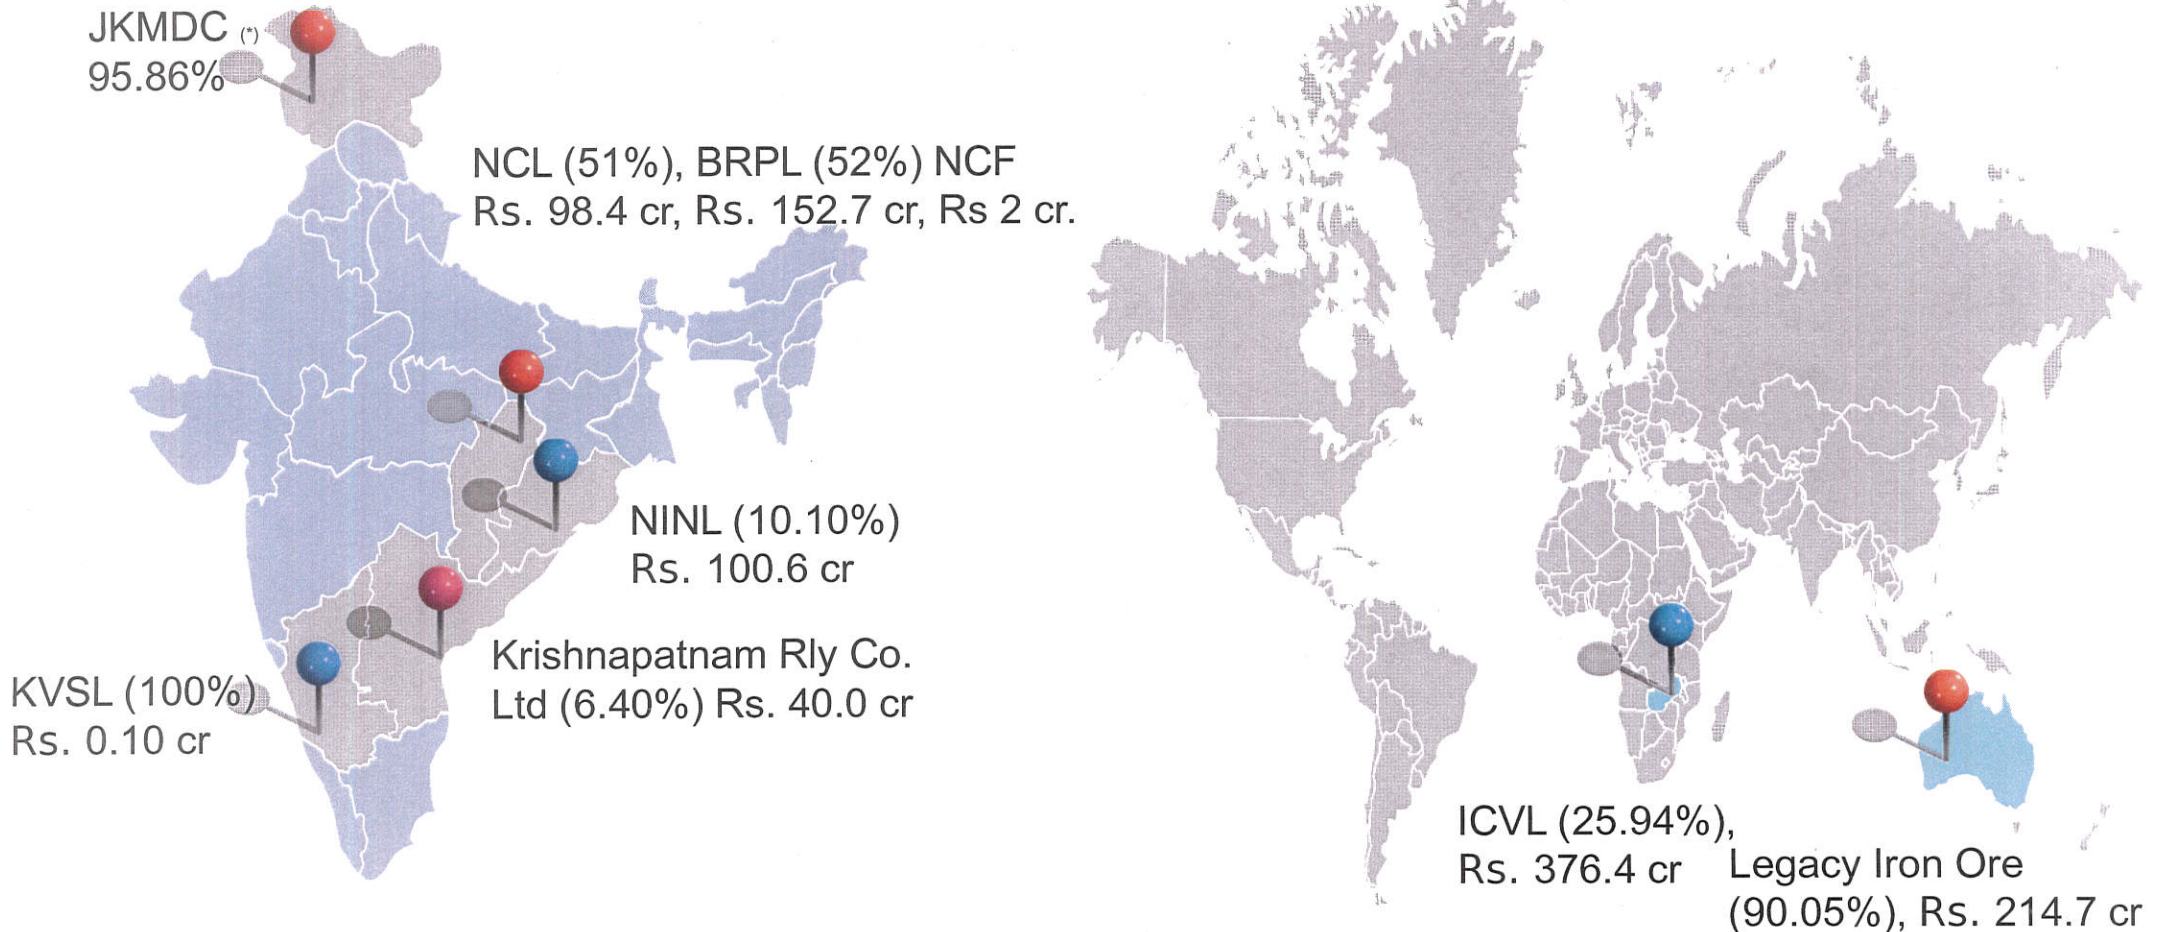 JKMDC (*)
95.86%
NCL (51%), BRPL (52%) NCF
Rs. 98.4 cr, Rs. 152.7 cr, Rs 2 cr.
NINL (10.10%)
Rs. 100.6 cr
Krishnapatnam Rly Co.
Ltd (6.40%) Rs. 40.0 cr
KVSL (100%)
Rs. 0.10 cr
ICVL (25.94%),
Rs. 376.4 cr
Legacy Iron Ore
(90.05%), Rs. 214.7 cr